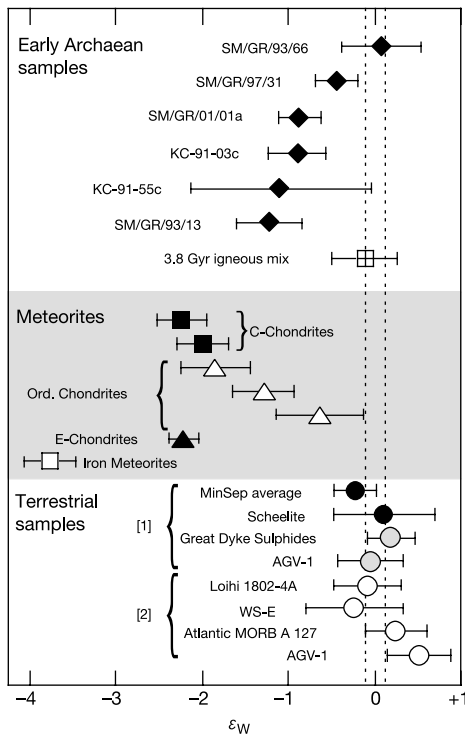 Early Archaean
samples
SM/GR/93/66
SM/GR/97/31
SM/GR/01/01a
KC-91-03c
KC-91-55c
SM/GR/93/13
3.8 Gyr igneous mix
Meteorites
C-Chondrites
Ord. Chondrites
E-Chondrites
Iron Meteorites
Terrestrial
samples
[1]
MinSep average
Scheelite
Great Dyke Sulphides
AGV-1
[2]
Loihi 1802-4A
WS-E
Atlantic MORB A 127
AGV-1
−4 −3 −2 −1 0 +1
εW